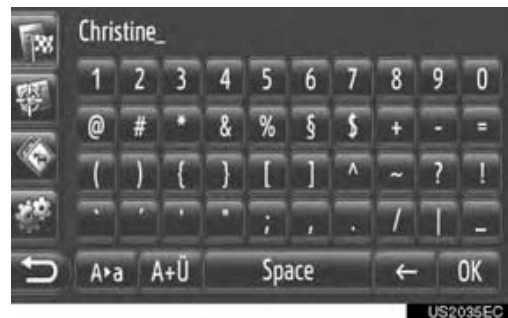 Christine_
1 2 3 4 5 6 7 8 9 0
@ # * & % § $ + - =
( ) { } [ ] ^ ~ ? !
` ´ ' " ; , . / | _
A▸a A+Ü Space ← OK
US2035EC